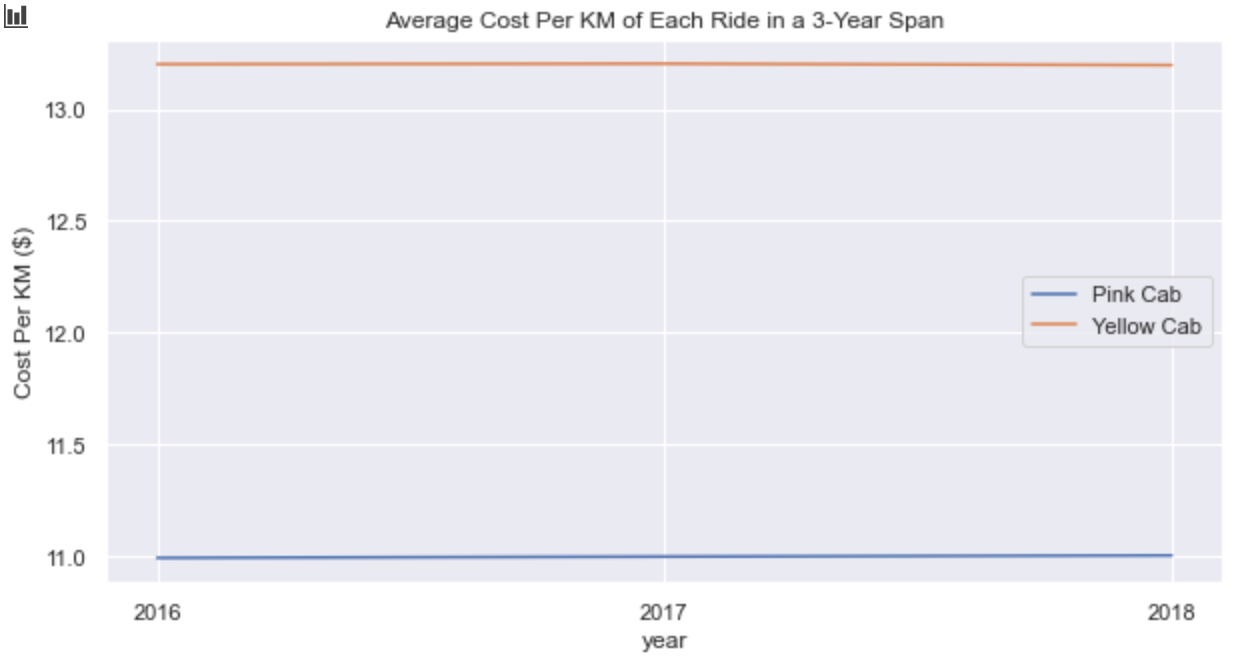 Average Cost Per KM of Each Ride in a 3-Year Span
13.0
12.5
12.0
11.5
11.0
Cost Per KM ($)
Pink Cab
Yellow Cab
2016
2017
2018
year